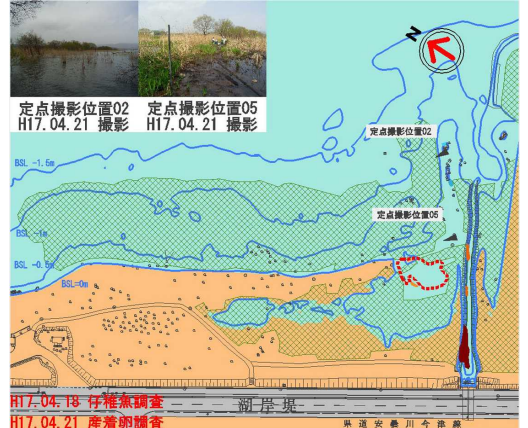 定点撮影位置02
H17.04.21 撮影
定点撮影位置05
H17.04.21 撮影
N
定点撮影位置02
BSL -1.5m
定点撮影位置05
BSL -1m
BSL -0.5m
BSL=0m
H17.04.18 仔稚魚調査
湖岸堤
H17.04.21 産着卵調査
県道安曇川今津線